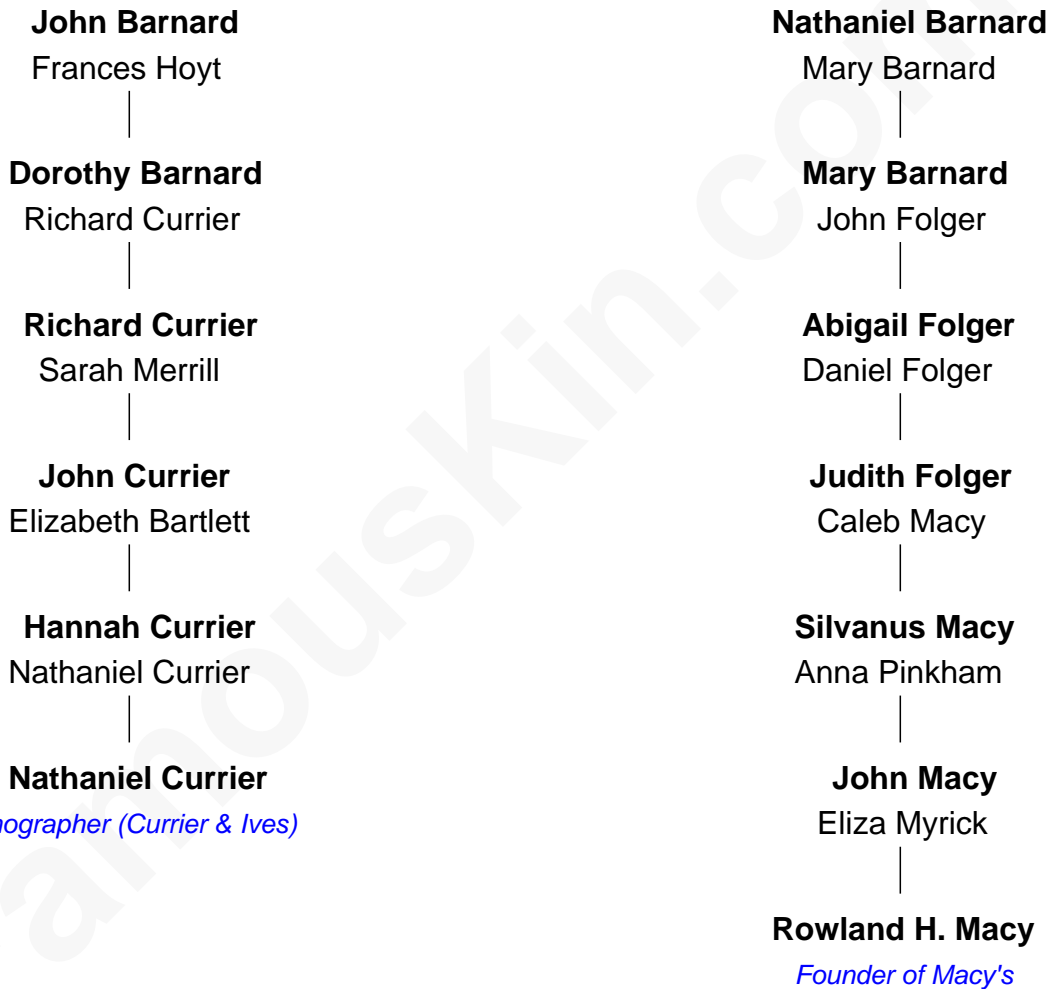 John Barnard
Frances Hoyt
Dorothy Barnard
Richard Currier
Richard Currier
Sarah Merrill
John Currier
Elizabeth Bartlett
Hannah Currier
Nathaniel Currier
Nathaniel Currier
(Currier & Ives)
Nathaniel Barnard
Mary Barnard
Mary Barnard
John Folger
Abigail Folger
Daniel Folger
Judith Folger
Caleb Macy
Silvanus Macy
Anna Pinkham
John Macy
Eliza Myrick
Rowland H. Macy
Founder of Macy's